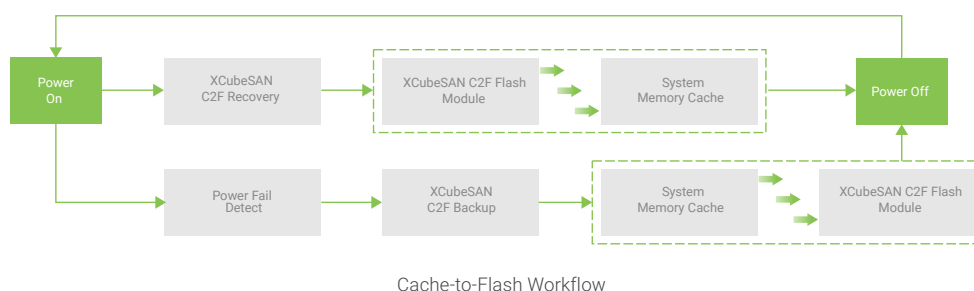 Power
On
XCubeSAN
C2F Recovery
XCubeSAN C2F Flash
Module
System
Memory Cache
Power Off
Power Fail
Detect
XCubeSAN
C2F Backup
System
Memory Cache
XCubeSAN C2F Flash
Module
Cache-to-Flash Workflow